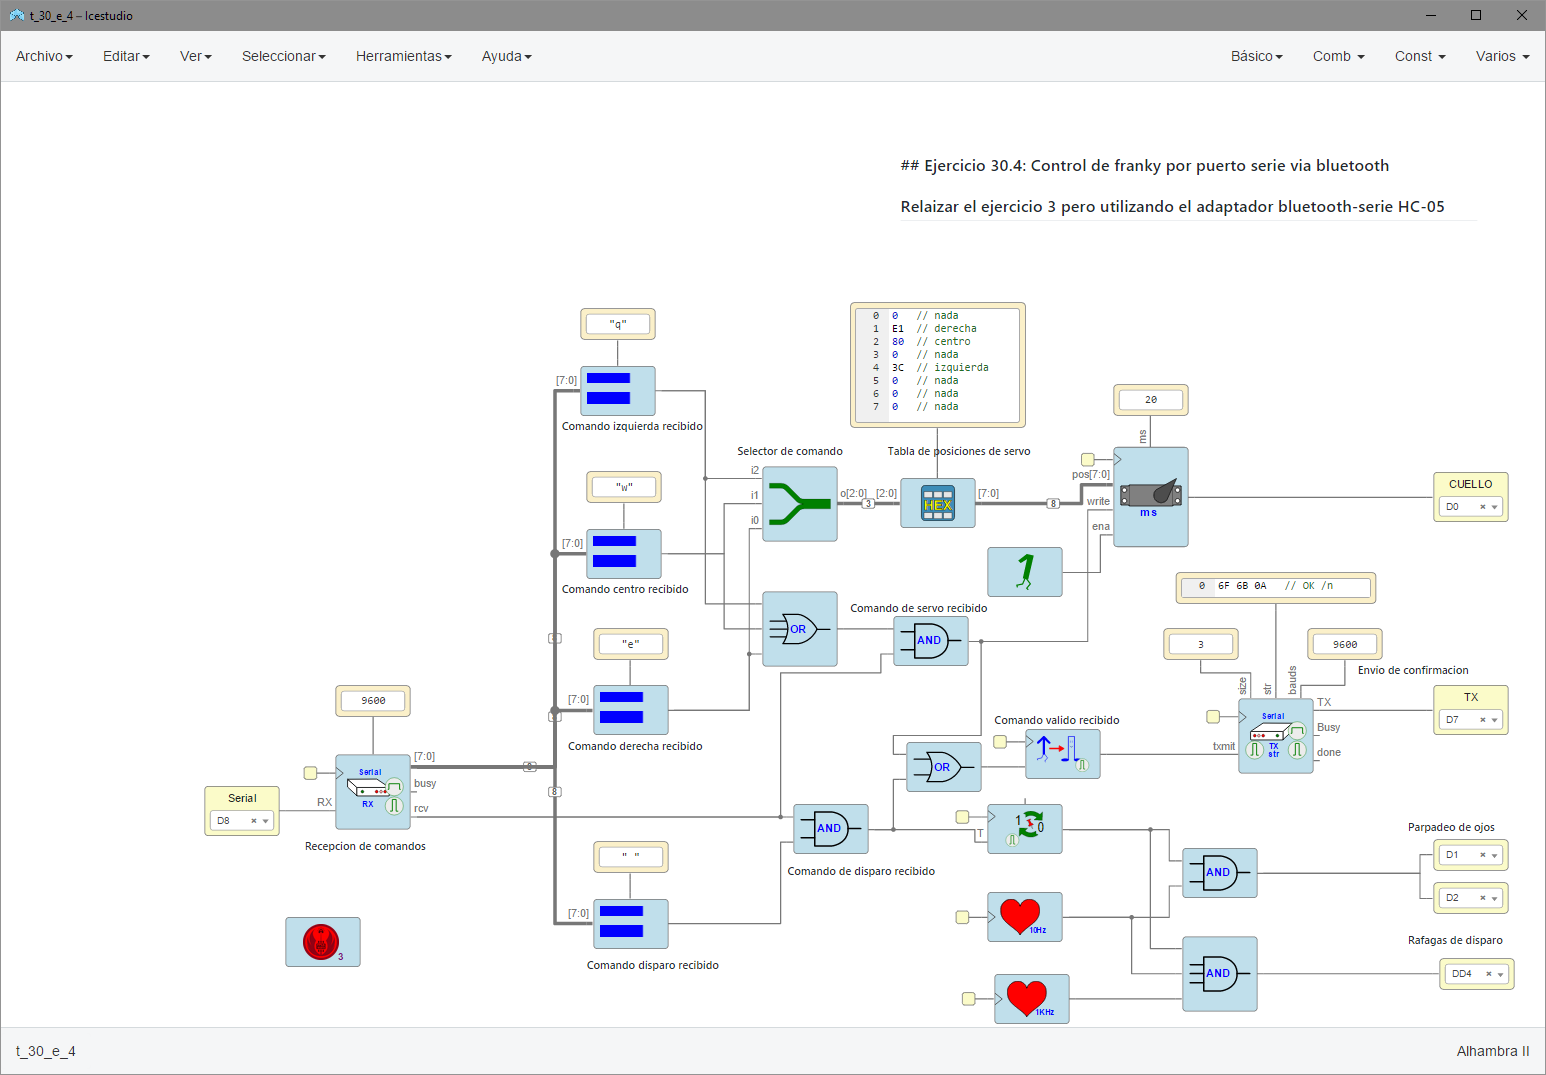 t_30_e_4 – Icestudio
Archivo Editar Ver Seleccionar Herramientas Ayuda Básico Comb Const Varios
## Ejercicio 30.4: Control de franky por puerto serie via bluetooth
Relaizar el ejercicio 3 pero utilizando el adaptador bluetooth-serie HC-05
"q"
[7:0]
Comando izquierda recibido
"w"
[7:0]
Comando centro recibido
"e"
[7:0]
Comando derecha recibido
" "
[7:0]
Comando disparo recibido
9600
Serial
RX
[7:0]
busy
rcv
RX
Serial
D8
Recepcion de comandos
3
8
8
Selector de comando
i2
i1
i0
o[2:0]
3
[2:0]
0 0 // nada
1 E1 // derecha
2 80 // centro
3 0 // nada
4 3C // izquierda
5 0 // nada
6 0 // nada
7 0 // nada
Tabla de posiciones de servo
HEX
[7:0]
8
20
ms
pos[7:0]
write
ena
ms
CUELLO
D0
1
OR
Comando de servo recibido
AND
0 6F 6B 0A // OK /n
3
9600
size
str
bauds
Envio de confirmacion
Serial
TX
str
txmit
TX
Busy
done
TX
D7
Comando valido recibido
OR
AND
Comando de disparo recibido
T
1 0
10Hz
1KHz
AND
AND
Parpadeo de ojos
D1
D2
Rafagas de disparo
DD4
t_30_e_4
Alhambra II